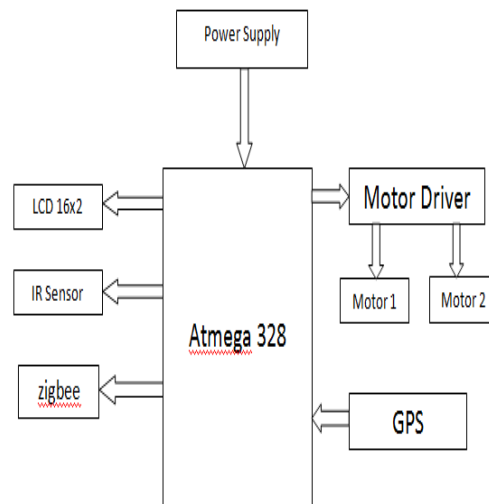 Power Supply
LCD 16x2
Motor Driver
IR Sensor
Motor 1
Motor 2
Atmega 328
zigbee
GPS